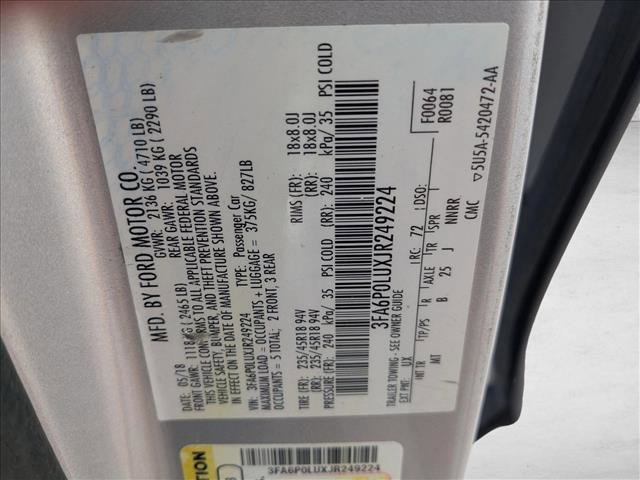 MFD. BY FORD MOTOR CO.
05/18 GVWR: 2136 KG ( 4710 LB)
FRONT GAWR: 1118 KG ( 2465 LB) REAR GAWR: 1039 KG ( 2290 LB)
THIS VEHICLE CONFORMS TO ALL APPLICABLE FEDERAL MOTOR
VEHICLE SAFETY, BUMPER, AND THEFT PREVENTION STANDARDS
IN EFFECT ON THE DATE OF MANUFACTURE SHOWN ABOVE.
VIN: 3FA6P0LUXJR249224 TYPE: Passenger Car
MAXIMUM LOAD = OCCUPANTS + LUGGAGE = 375KG/ 827LB
OCCUPANTS = 5 TOTAL; 2 FRONT, 3 REAR
(FR): 235/45R18 94V RIMS (FR): 18x8.0J
(RR): 235/45R18 94V (RR): 18x8.0J
PRESSURE (FR): 240 kPa/ 35 PSI COLD (RR): 240 kPa/ 35 PSI COLD
3FA6P0LUXJR249224
TRAILER TOWING - SEE OWNER GUIDE
F0064
R0081
EXT PNT: UX RC: 72 DSO:
INT TR TP/PS R AXLE TR SPR
MT B 25 J NNRR
CMC ▽5U5A-5420472-AA
3FA6P0LUXJR249224